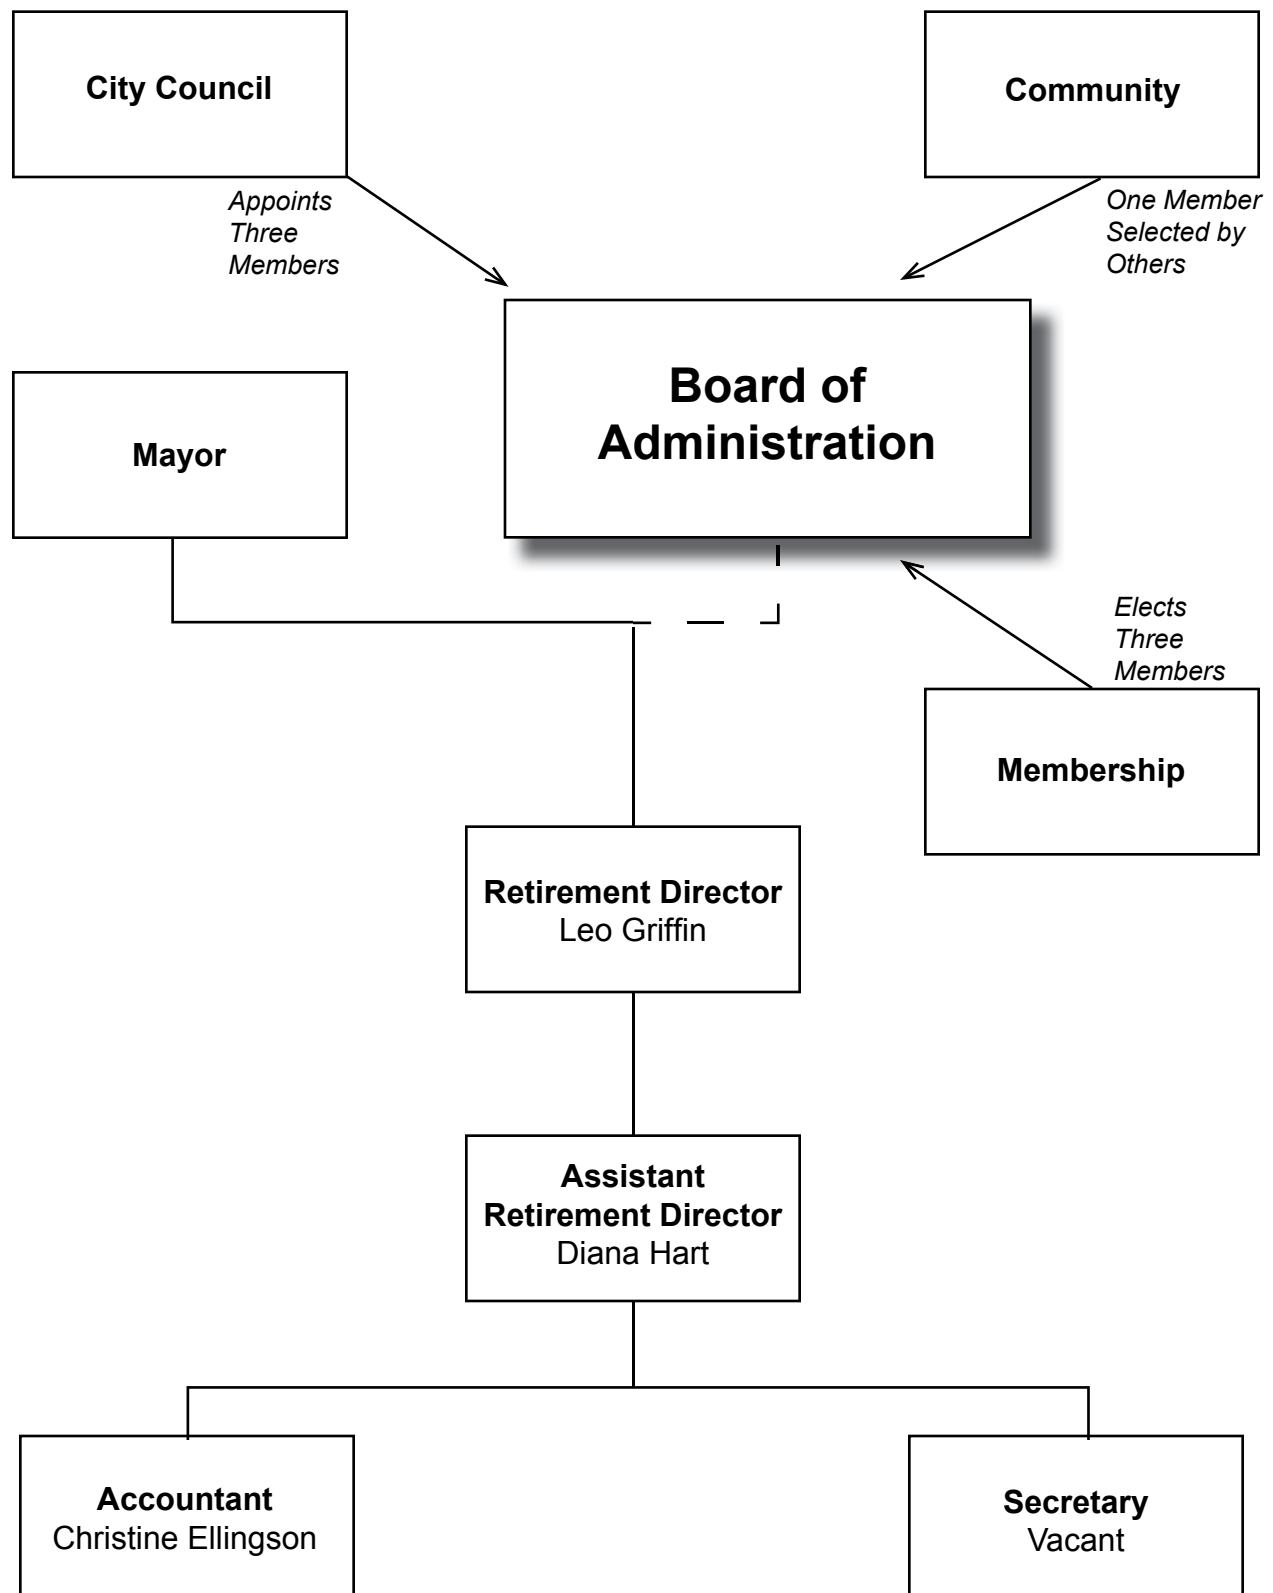 City Council
Community
Appoints
Three
Members
One Member
Selected by
Others
Board of
Administration
Mayor
Elects
Three
Members
Membership
Retirement Director
Leo Griffin
Assistant
Retirement Director
Diana Hart
Accountant
Christine Ellingson
Secretary
Vacant